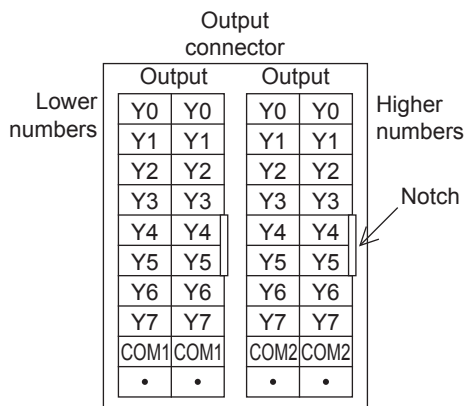 Output
connector
Output Output
Lower
numbers
Higher
numbers
Notch
Y0 Y0 Y0 Y0
Y1 Y1 Y1 Y1
Y2 Y2 Y2 Y2
Y3 Y3 Y3 Y3
Y4 Y4 Y4 Y4
Y5 Y5 Y5 Y5
Y6 Y6 Y6 Y6
Y7 Y7 Y7 Y7
COM1 COM1 COM2 COM2
• • • •